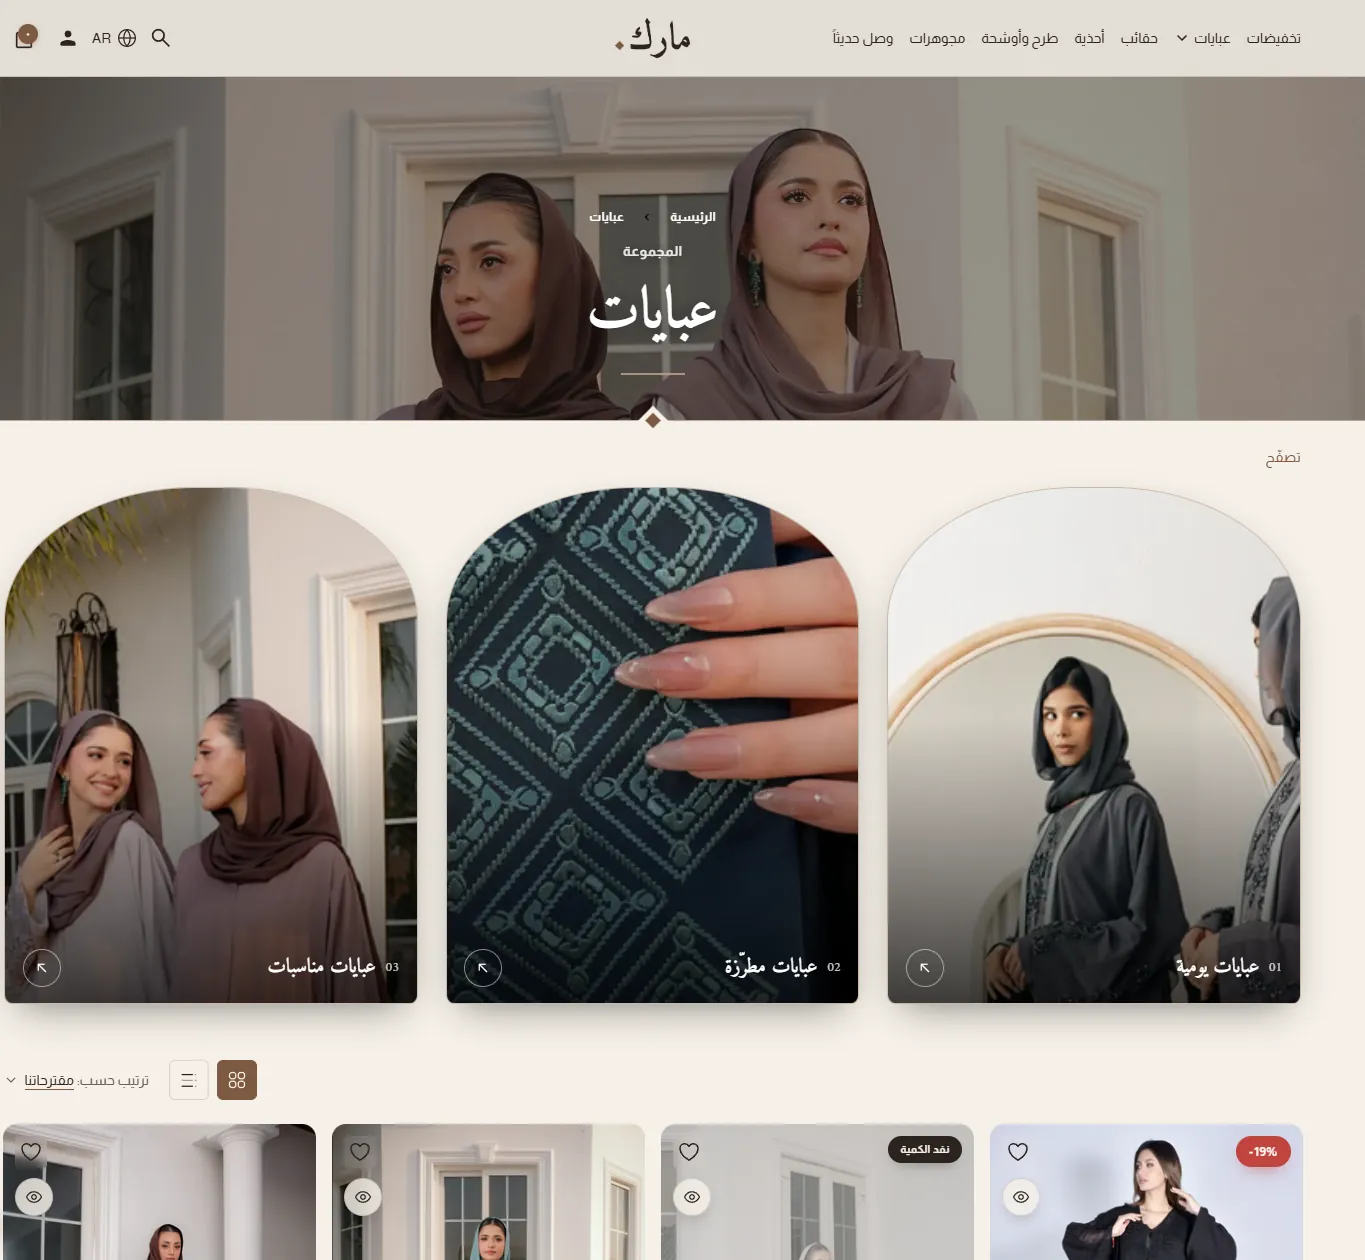 تخفيضات عبايات حقائب أحذية طرح وأوشحة مجوهرات وصل حديثاً
مارك
AR
الرئيسية › عبايات
المجموعة
عبايات
تصفّح
01 عبايات يومية
02 عبايات مطرّزة
03 عبايات مناسبات
ترتيب حسب: مقترحاتنا
-19%
نفد الكمية